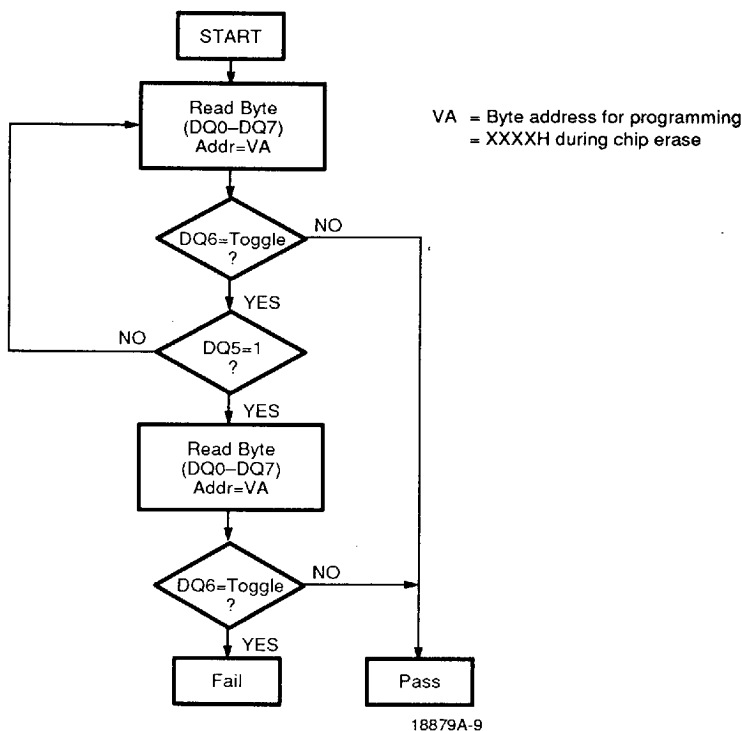 START
Read Byte
(DQ0–DQ7)
Addr=VA
VA = Byte address for programming
= XXXXH during chip erase
DQ6=Toggle
?
NO
YES
DQ5=1
?
NO
YES
Read Byte
(DQ0–DQ7)
Addr=VA
DQ6=Toggle
?
NO
YES
Fail
Pass
18879A-9